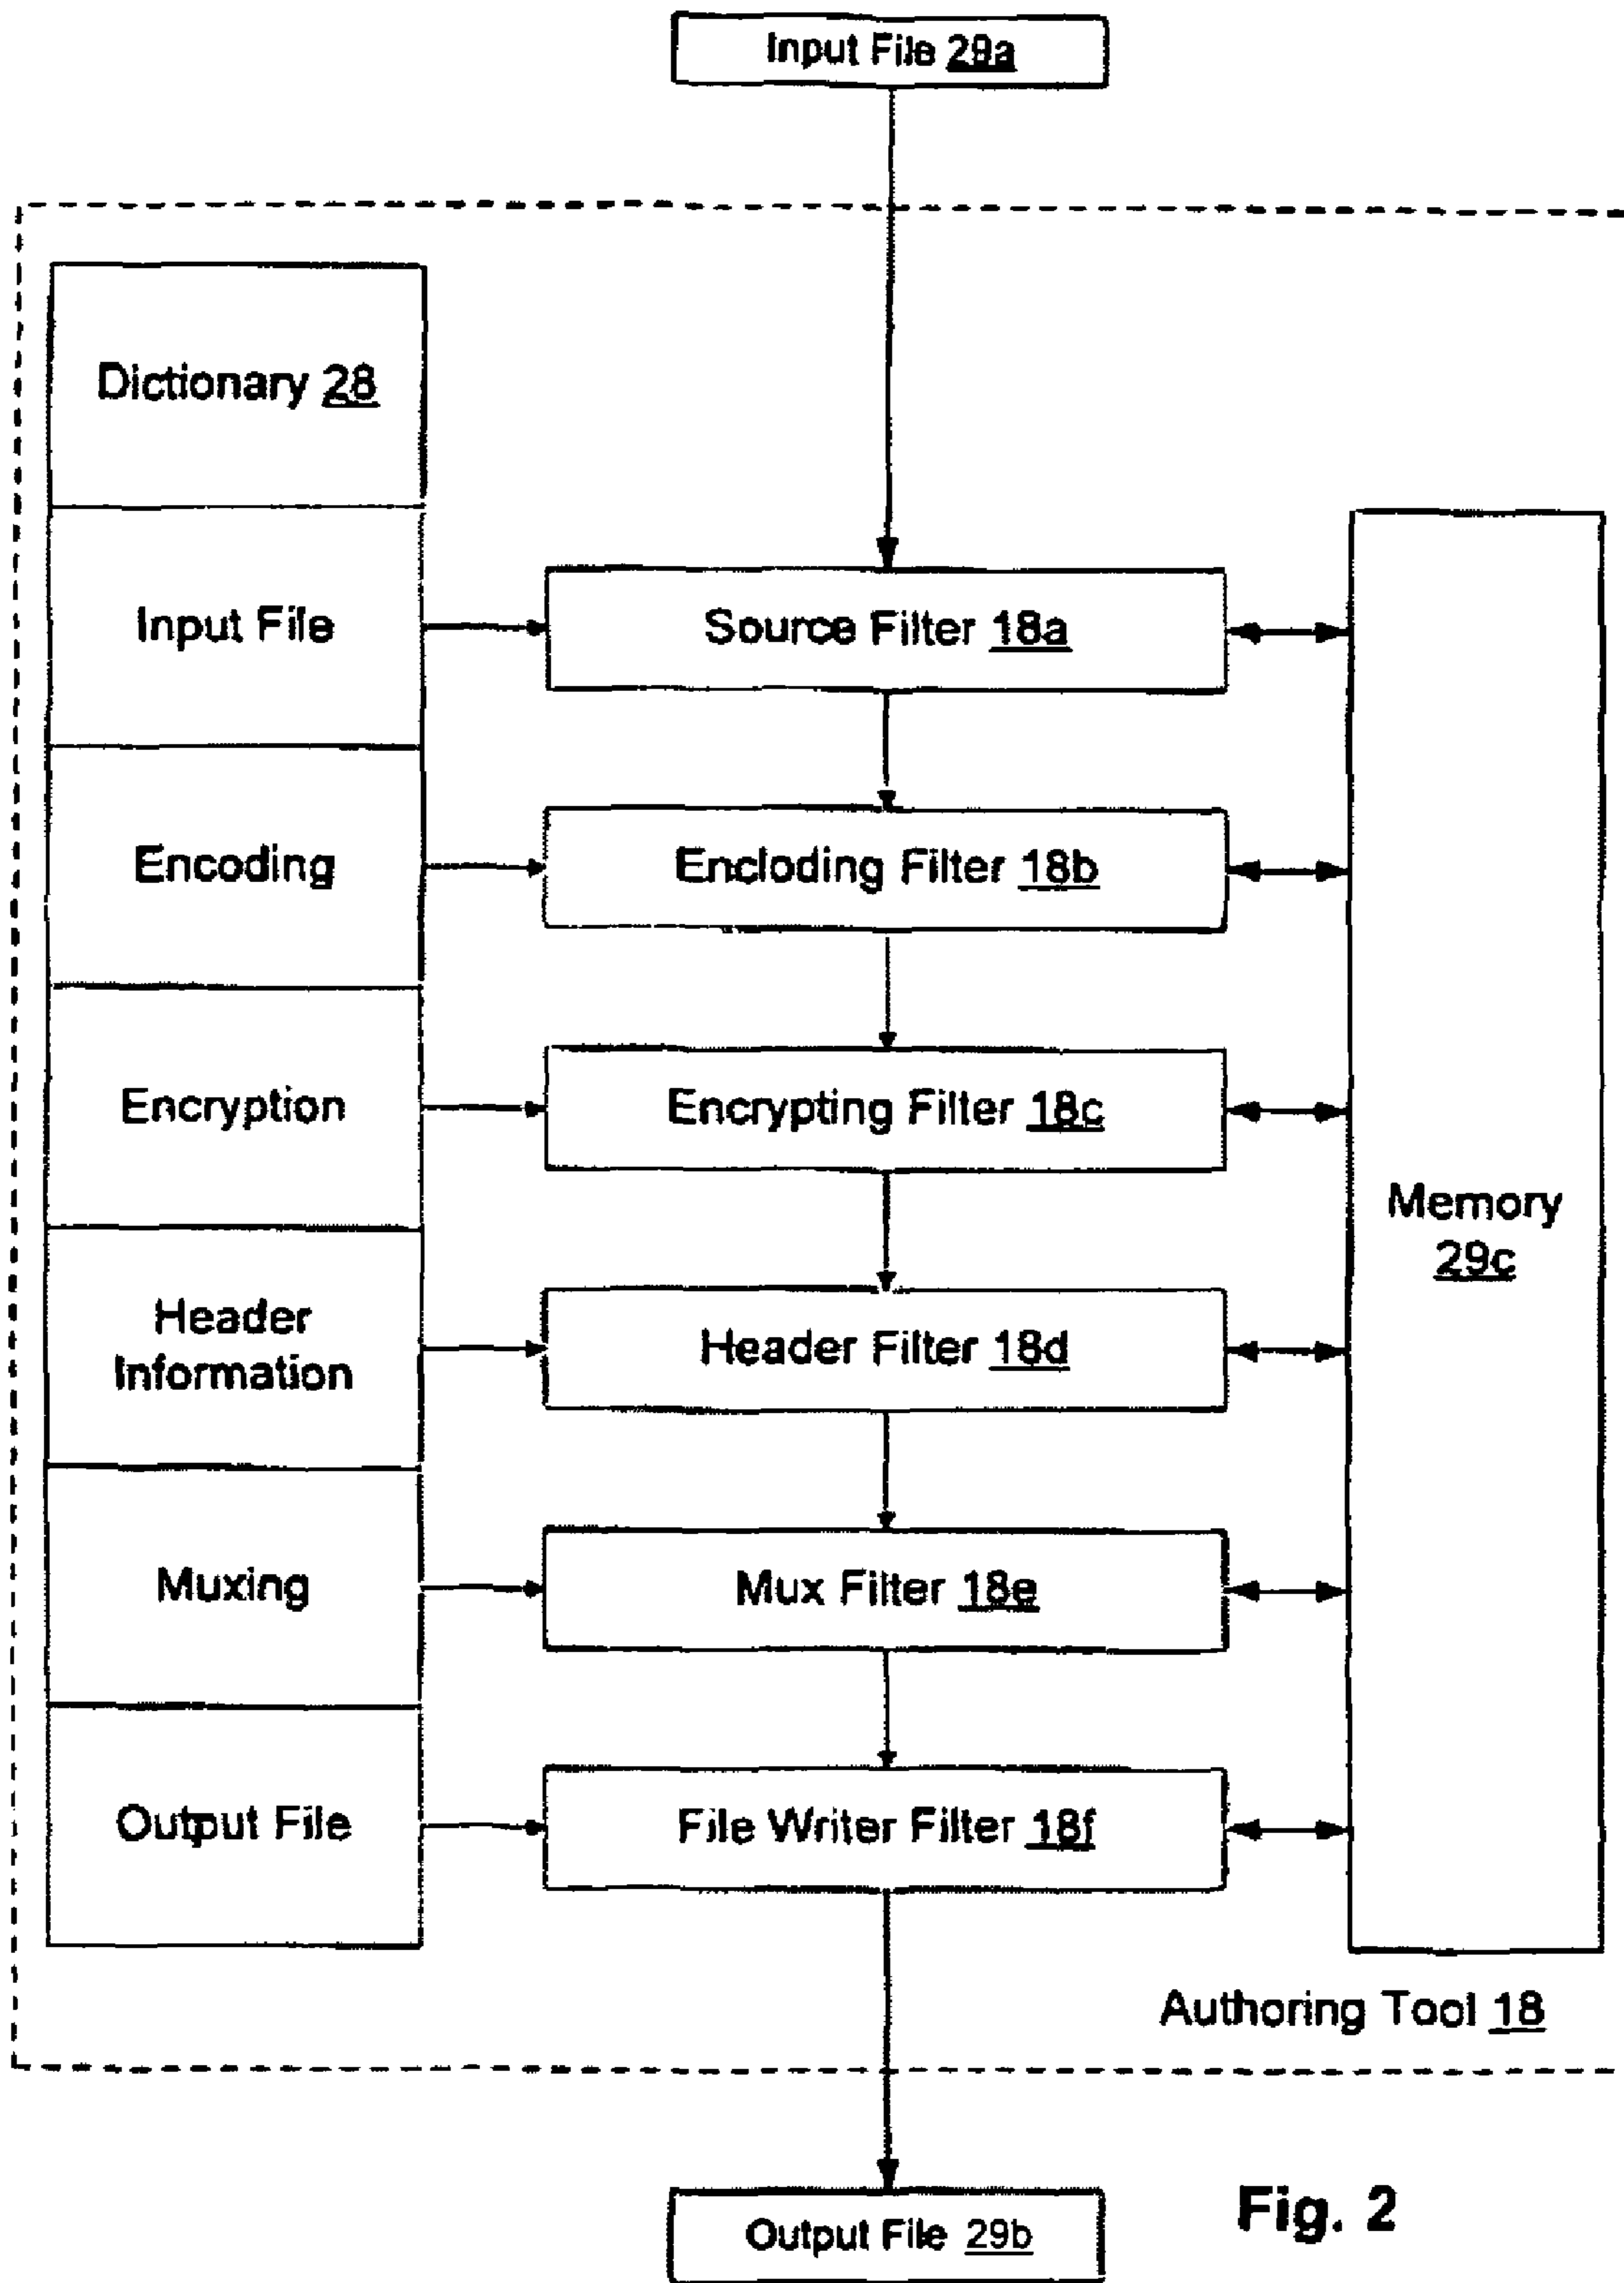 Input File 29a
Dictionary 28
Input File
Source Filter 18a
Encoding
Encloding Filter 18b
Encryption
Encrypting Filter 18c
Memory
29c
Header
Information
Header Filter 18d
Muxing
Mux Filter 18e
Output File
File Writer Filter 18f
Authoring Tool 18
Output File 29b
Fig. 2